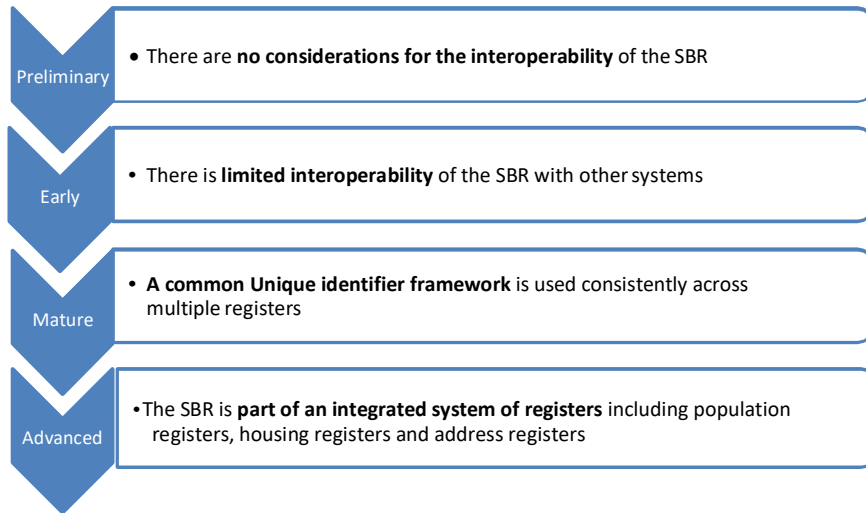 Preliminary
• There are no considerations for the interoperability of the SBR
Early
• There is limited interoperability of the SBR with other systems
Mature
• A common Unique identifier framework is used consistently across
multiple registers
Advanced
•The SBR is part of an integrated system of registers including population
registers, housing registers and address registers